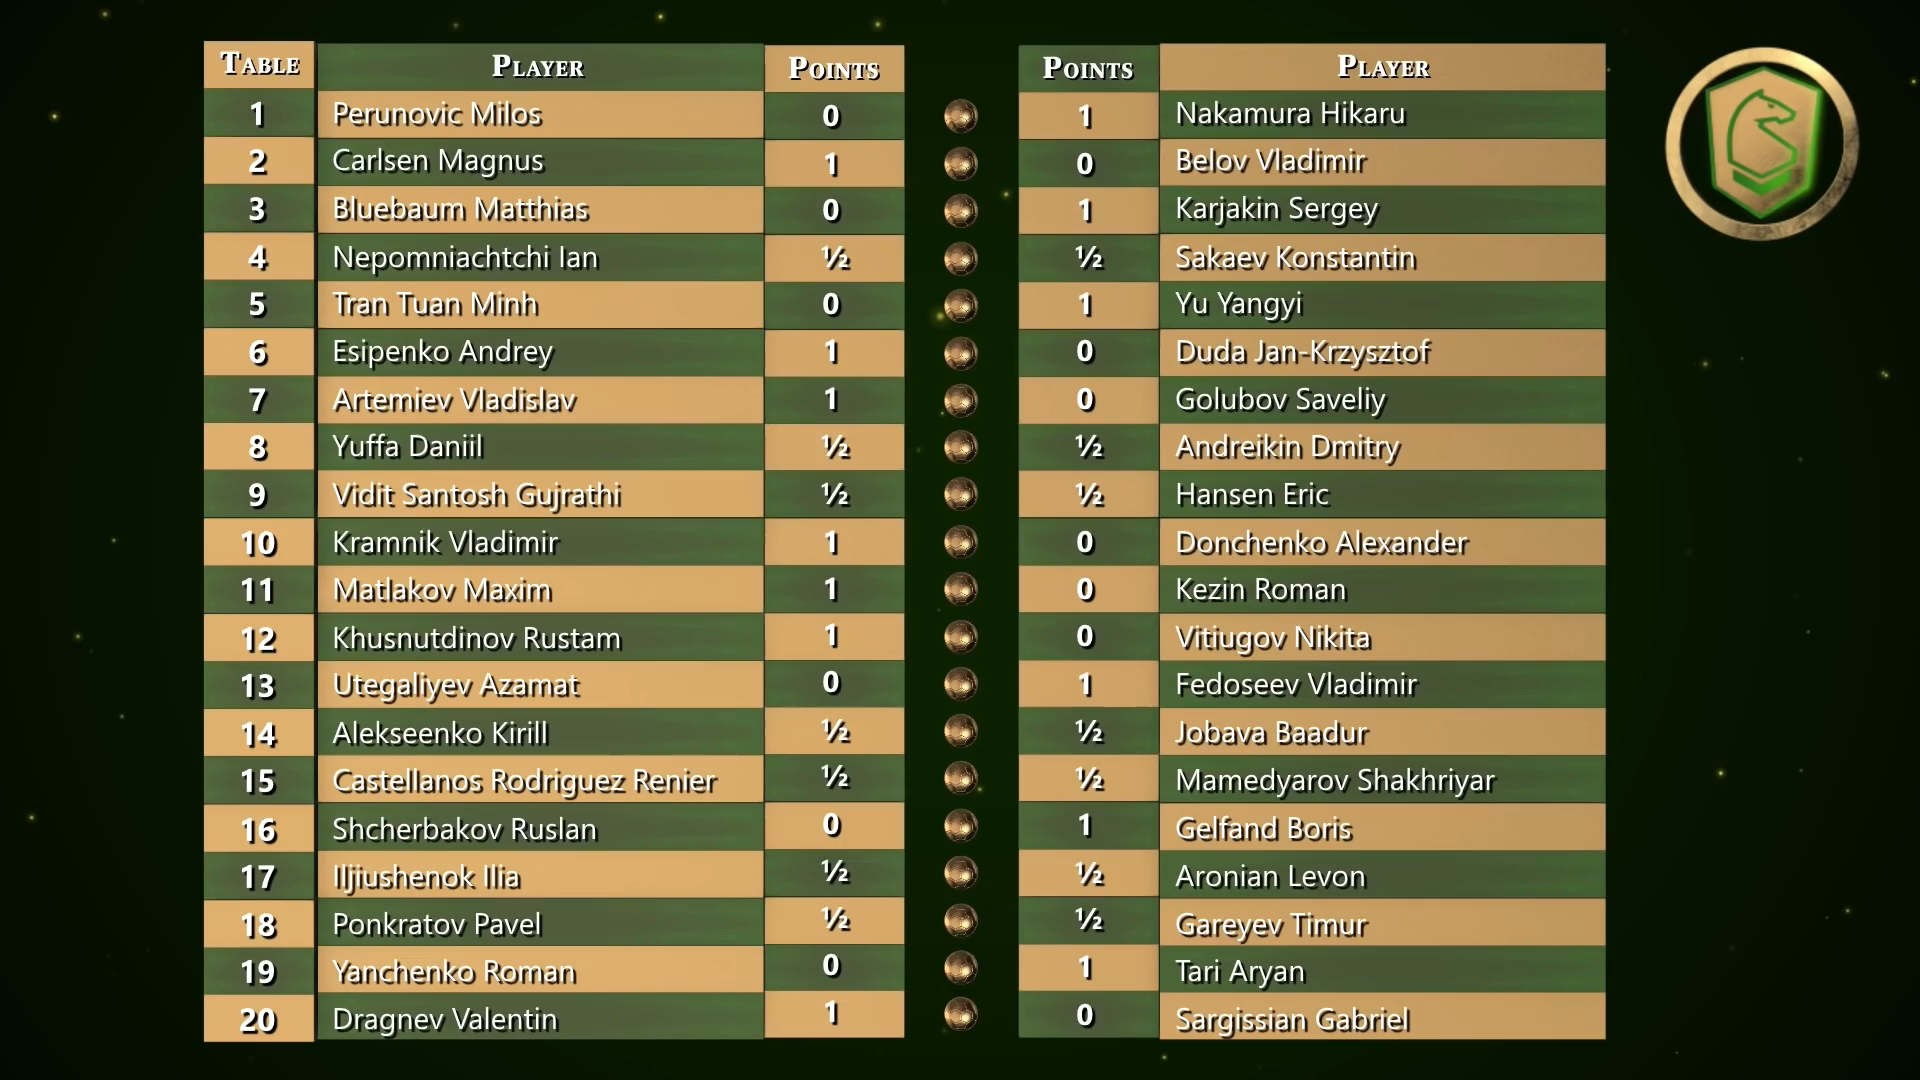 Table Player Points Points Player
1 Perunovic Milos 0 1 Nakamura Hikaru
2 Carlsen Magnus 1 0 Belov Vladimir
3 Bluebaum Matthias 0 1 Karjakin Sergey
4 Nepomniachtchi Ian ½ ½ Sakaev Konstantin
5 Tran Tuan Minh 0 1 Yu Yangyi
6 Esipenko Andrey 1 0 Duda Jan-Krzysztof
7 Artemiev Vladislav 1 0 Golubov Saveliy
8 Yuffa Daniil ½ ½ Andreikin Dmitry
9 Vidit Santosh Gujrathi ½ ½ Hansen Eric
10 Kramnik Vladimir 1 0 Donchenko Alexander
11 Matlakov Maxim 1 0 Kezin Roman
12 Khusnutdinov Rustam 1 0 Vitiugov Nikita
13 Utegaliyev Azamat 0 1 Fedoseev Vladimir
14 Alekseenko Kirill ½ ½ Jobava Baadur
15 Castellanos Rodriguez Renier ½ ½ Mamedyarov Shakhriyar
16 Shcherbakov Ruslan 0 1 Gelfand Boris
17 Iljiushenok Ilia ½ ½ Aronian Levon
18 Ponkratov Pavel ½ ½ Gareyev Timur
19 Yanchenko Roman 0 1 Tari Aryan
20 Dragnev Valentin 1 0 Sargissian Gabriel